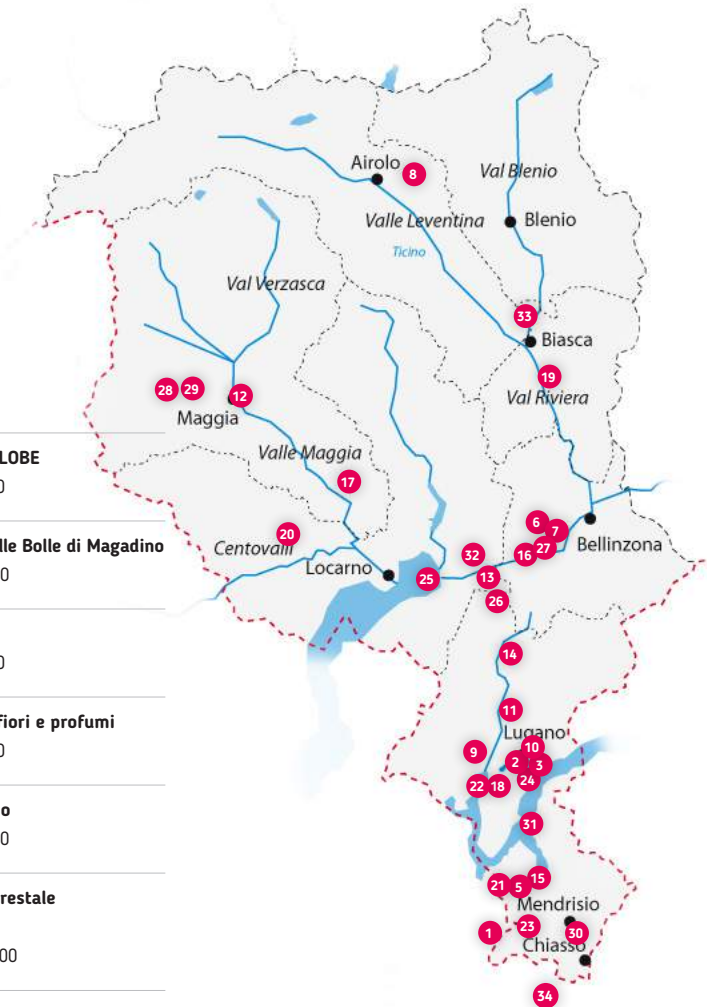 LOBE
0
lle Bolle di Magadino
0
0
fiori e profumi
0
o
0
restale
00
Airolo
8
Val Blenio
Valle Leventina
Blenio
Ticino
Val Verzasca
33
Biasca
19
28
29
12
Val Riviera
Maggia
Valle Maggia
17
6
7
20
Centovalli
Bellinzona
32
16
27
Locarno
25
13
26
14
11
Lugano
9
10
2
3
22
18
24
31
21
5
15
Mendrisio
1
23
30
Chiasso
34